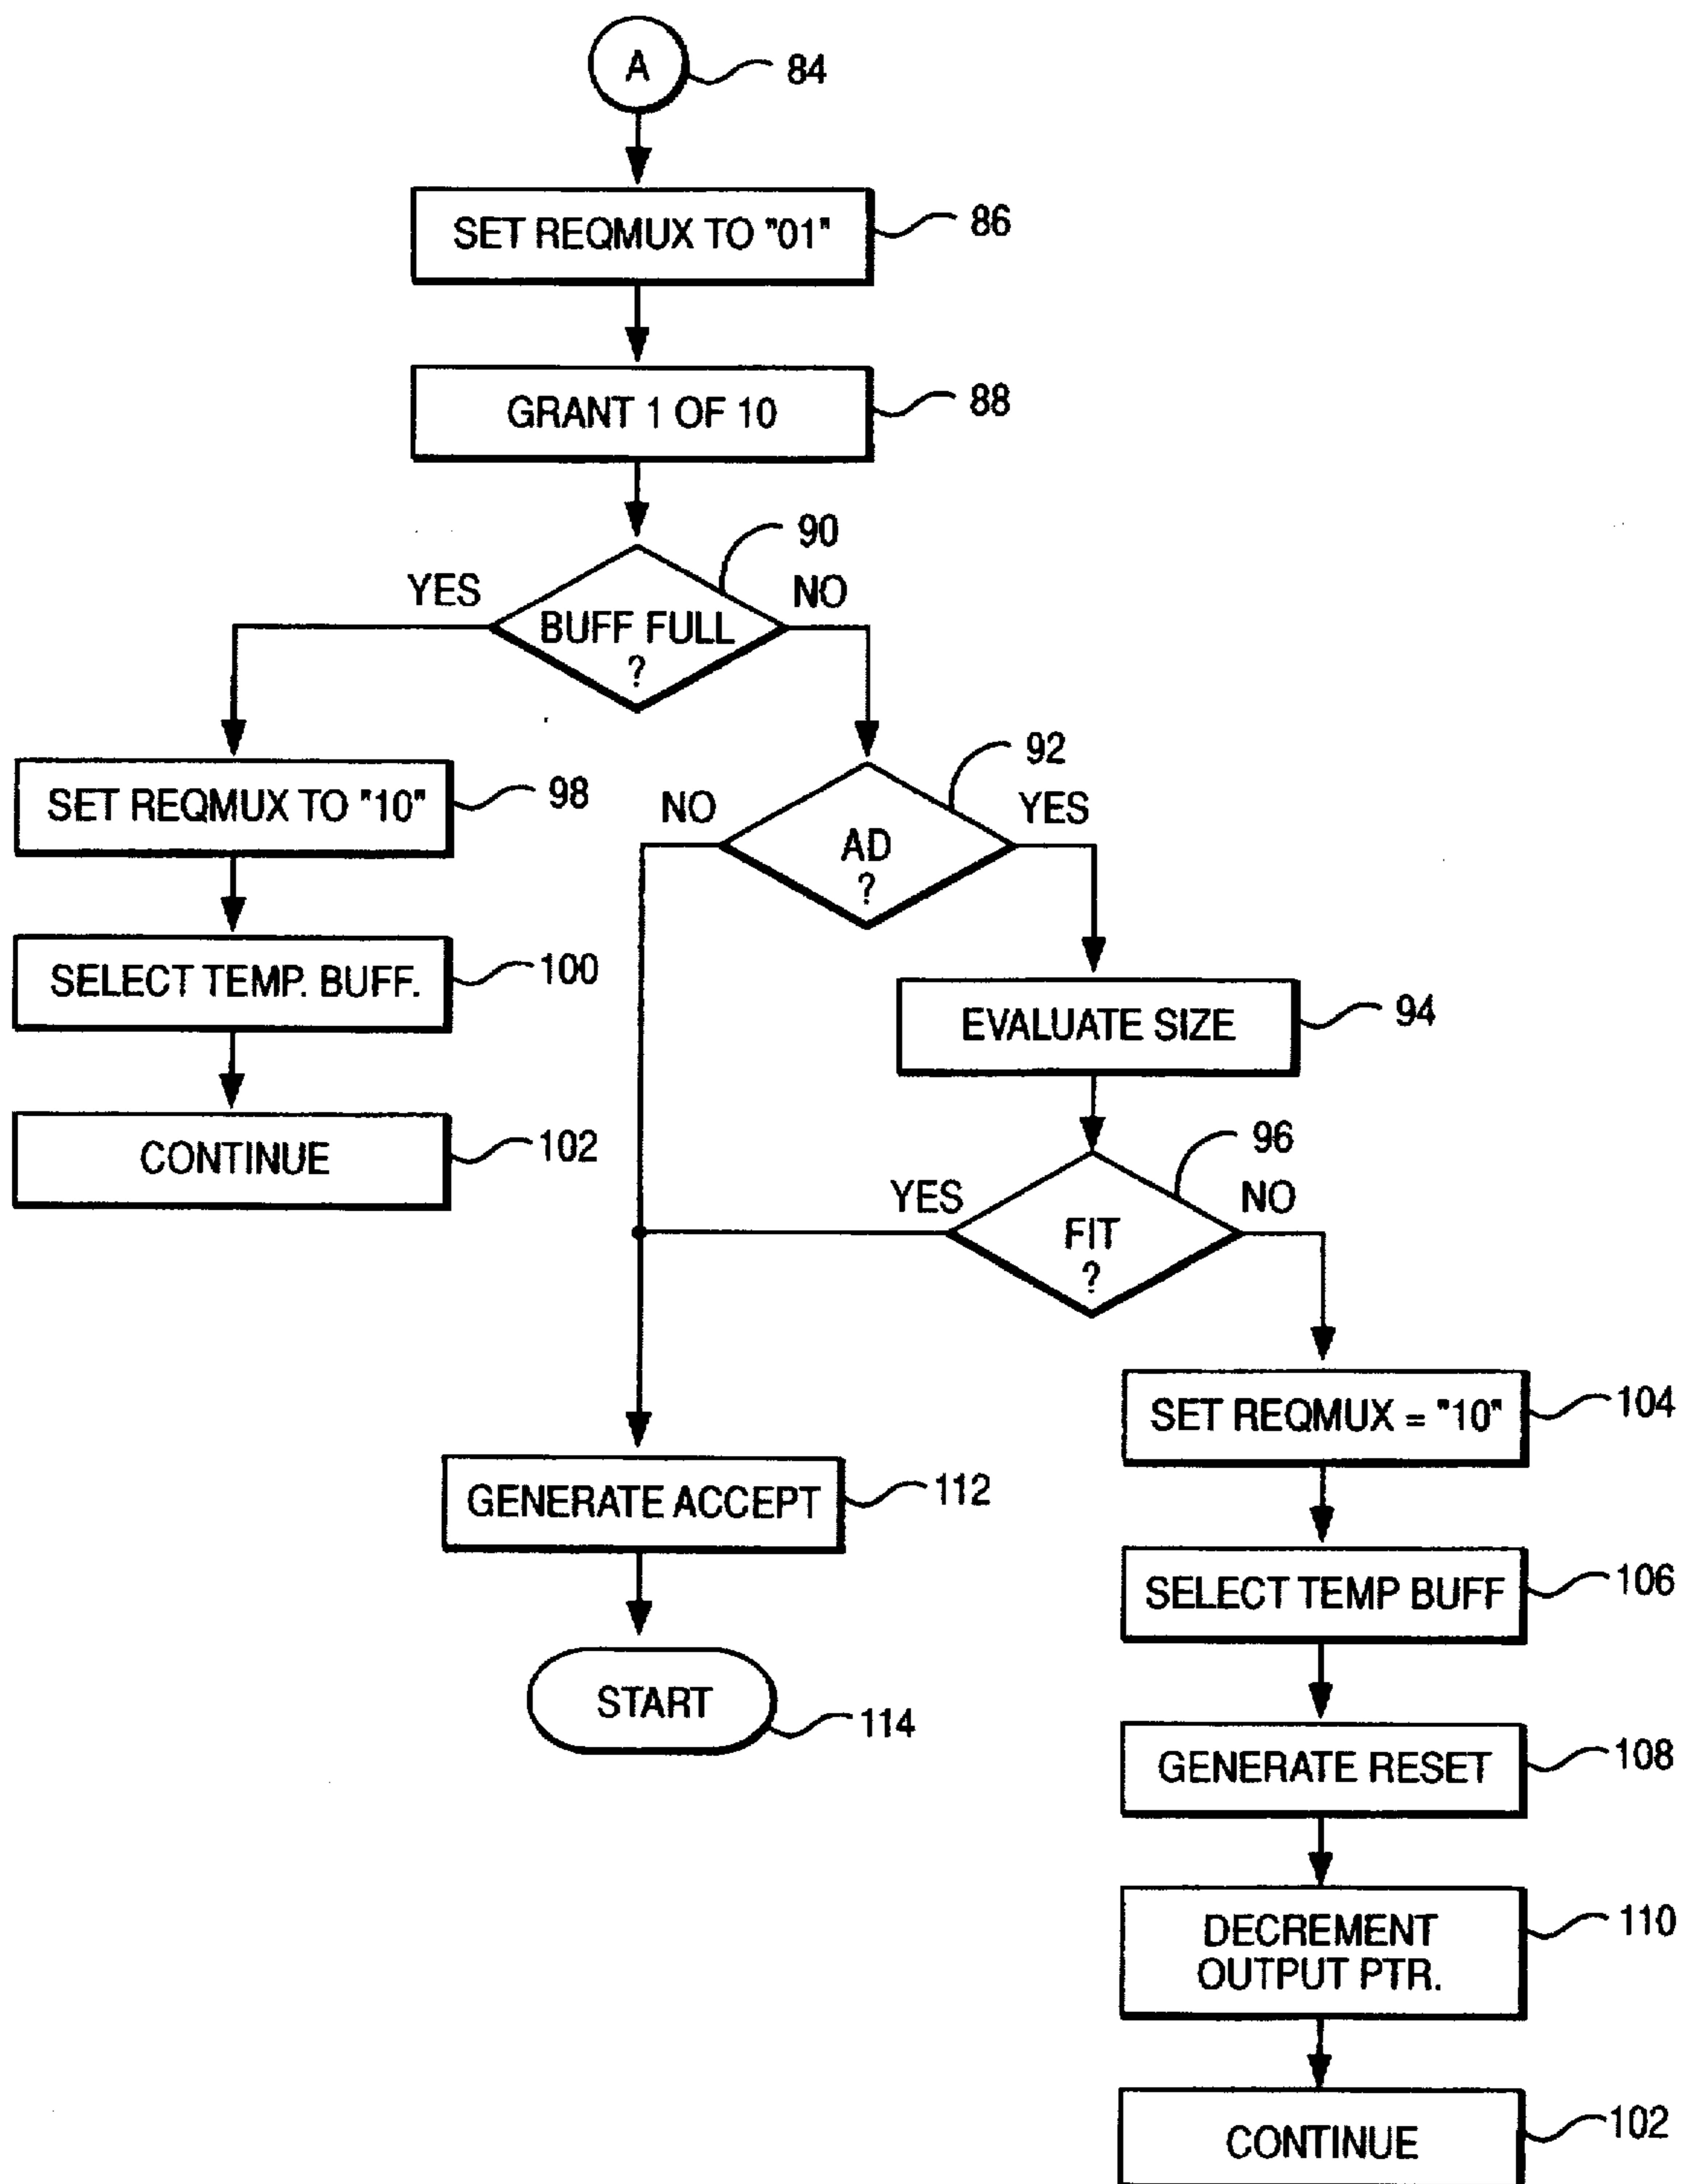 A
84
SET REQMUX TO "01"
86
GRANT 1 OF 10
88
90
YES
NO
BUFF FULL
?
92
SET REQMUX TO "10"
98
NO
YES
AD
?
SELECT TEMP. BUFF.
100
EVALUATE SIZE
94
CONTINUE
102
96
YES
NO
FIT
?
SET REQMUX = "10"
104
GENERATE ACCEPT
112
SELECT TEMP BUFF
106
START
114
GENERATE RESET
108
DECREMENT
OUTPUT PTR.
110
CONTINUE
102